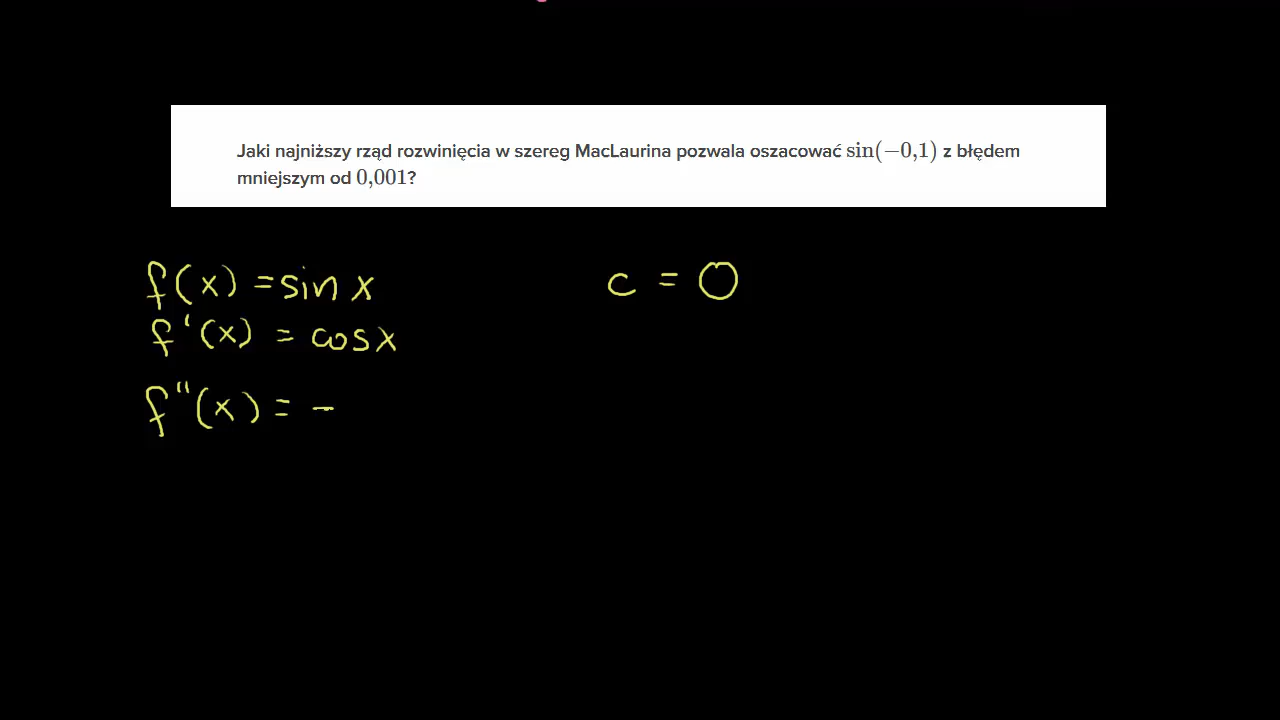 Jaki najniższy rząd rozwinięcia w szereg MacLaurina pozwala oszacować sin(−0,1) z błędem
mniejszym od 0,001?
f(x) = sin x
c = 0
f'(x) = cos x
f''(x) = −